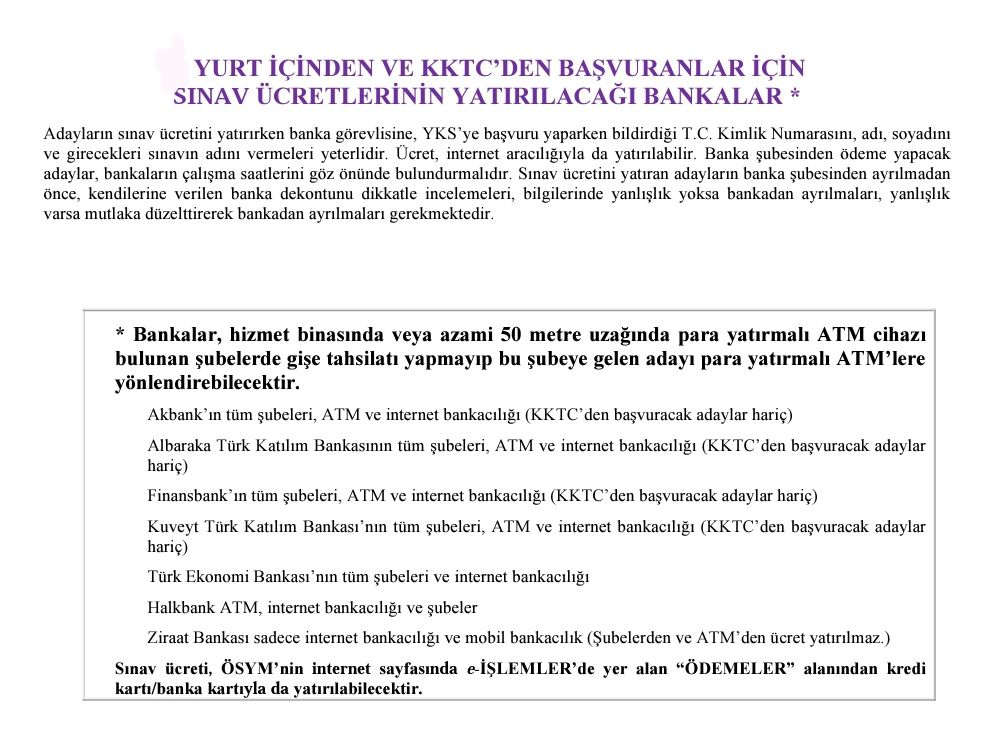 YURT İÇİNDEN VE KKTC’DEN BAŞVURANLAR İÇİN
SINAV ÜCRETLERİNİN YATIRILACAĞI BANKALAR *
Adayların sınav ücretini yatırırken banka görevlisine, YKS’ye başvuru yaparken bildirdiği T.C. Kimlik Numarasını, adı, soyadını
ve girecekleri sınavın adını vermeleri yeterlidir. Ücret, internet aracılığıyla da yatırılabilir. Banka şubesinden ödeme yapacak
adaylar, bankaların çalışma saatlerini göz önünde bulundurmalıdır. Sınav ücretini yatıran adayların banka şubesinden ayrılmadan
önce, kendilerine verilen banka dekontunu dikkatle incelemeleri, bilgilerinde yanlışlık yoksa bankadan ayrılmaları, yanlışlık
varsa mutlaka düzelttirerek bankadan ayrılmaları gerekmektedir.
* Bankalar, hizmet binasında veya azami 50 metre uzağında para yatırmalı ATM cihazı
bulunan şubelerde gişe tahsilatı yapmayıp bu şubeye gelen adayı para yatırmalı ATM’lere
yönlendirebilecektir.
Akbank’ın tüm şubeleri, ATM ve internet bankacılığı (KKTC’den başvuracak adaylar hariç)
Albaraka Türk Katılım Bankasının tüm şubeleri, ATM ve internet bankacılığı (KKTC’den başvuracak adaylar
hariç)
Finansbank’ın tüm şubeleri, ATM ve internet bankacılığı (KKTC’den başvuracak adaylar hariç)
Kuveyt Türk Katılım Bankası’nın tüm şubeleri, ATM ve internet bankacılığı (KKTC’den başvuracak adaylar
hariç)
Türk Ekonomi Bankası’nın tüm şubeleri ve internet bankacılığı
Halkbank ATM, internet bankacılığı ve şubeler
Ziraat Bankası sadece internet bankacılığı ve mobil bankacılık (Şubelerden ve ATM’den ücret yatırılmaz.)
Sınav ücreti, ÖSYM’nin internet sayfasında e-İŞLEMLER’de yer alan “ÖDEMELER” alanından kredi
kartı/banka kartıyla da yatırılabilecektir.